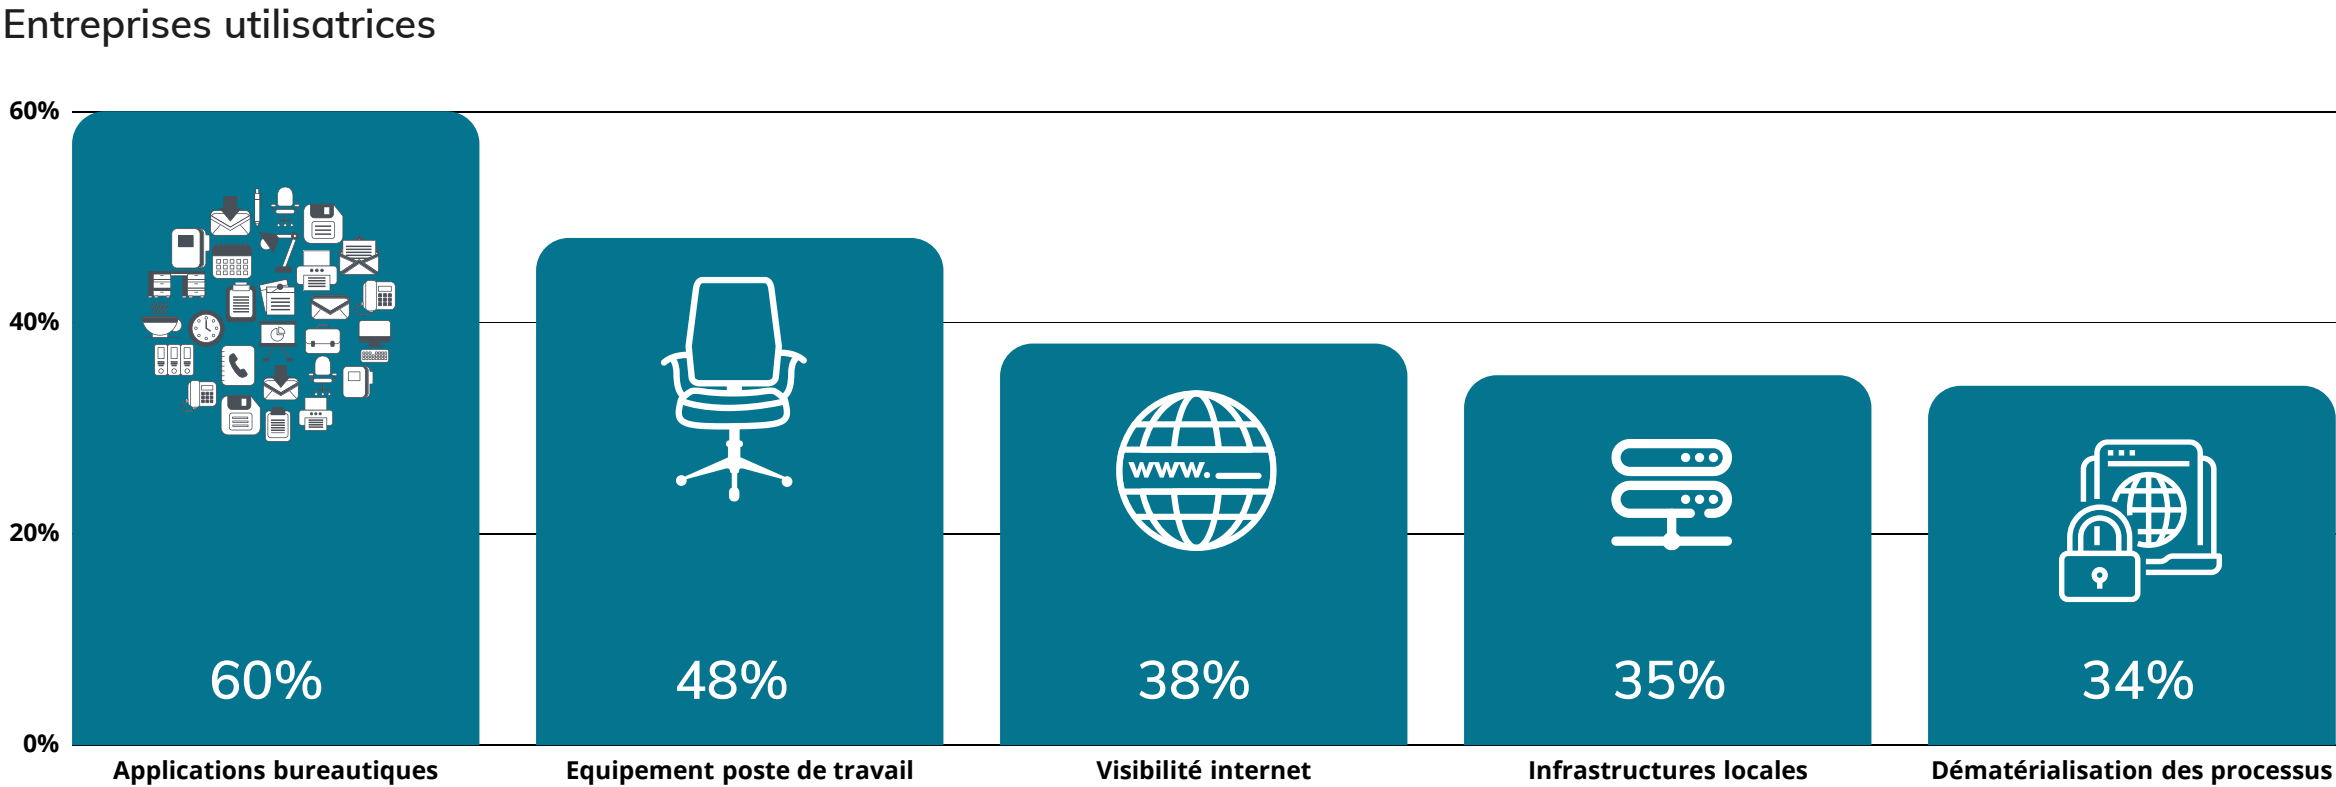 Entreprises utilisatrices
60%
40%
20%
0%
www.
60%
48%
38%
35%
34%
Applications bureautiques
Equipement poste de travail
Visibilité internet
Infrastructures locales
Dématérialisation des processus